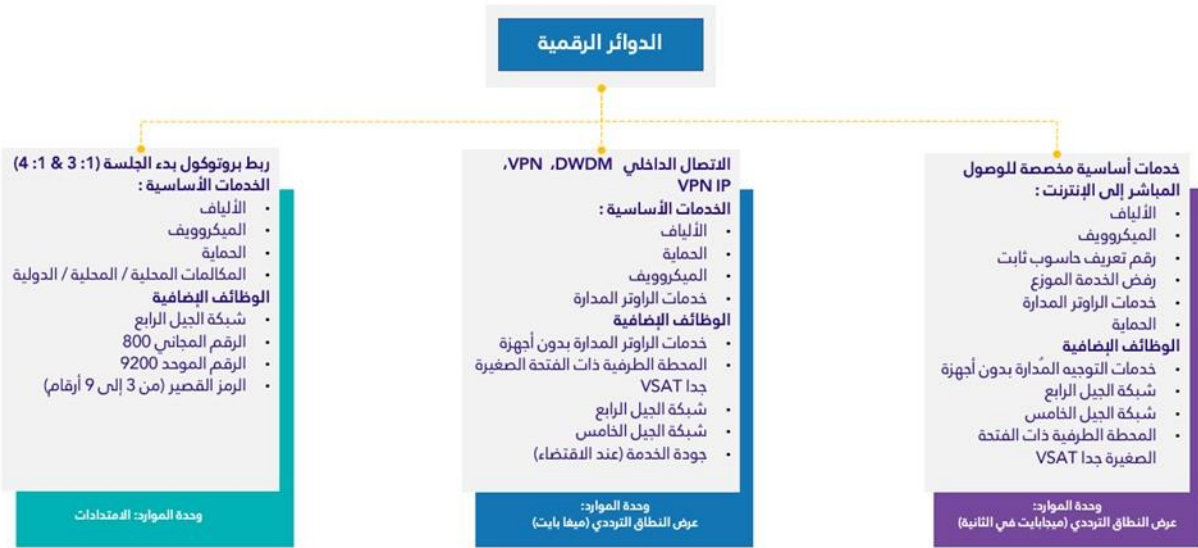 الدوائر الرقمية
خدمات أساسية مخصصة للوصول
المباشر إلى الإنترنت :
• الألياف
• الميكروويف
• رقم تعريف حاسوب ثابت
• رفض الخدمة الموزع
• خدمات الراوتر المدارة
• الحماية
الوظائف الإضافية
• خدمات التوجيه المُدارة بدون أجهزة
• شبكة الجيل الرابع
• شبكة الجيل الخامس
• المحطة الطرفية ذات الفتحة
الصغيرة جدا VSAT
وحدة الموارد:
عرض النطاق الترددي (ميجابايت في الثانية)
الاتصال الداخلي VPN ،DWDM،
VPN IP
الخدمات الأساسية :
• الألياف
• الحماية
• الميكروويف
• خدمات الراوتر المدارة
الوظائف الإضافية
• خدمات الراوتر المدارة بدون أجهزة
• المحطة الطرفية ذات الفتحة الصغيرة
جدا VSAT
• شبكة الجيل الرابع
• شبكة الجيل الخامس
• جودة الخدمة (عند الاقتضاء)
وحدة الموارد:
عرض النطاق الترددي (ميغا بايت)
ربط بروتوكول بدء الجلسة (1: 3 & 1: 4)
الخدمات الأساسية :
• الألياف
• الميكروويف
• الحماية
• المكالمات المحلية / المحلية / الدولية
الوظائف الإضافية
• شبكة الجيل الرابع
• الرقم المجاني 800
• الرقم الموحد 9200
• الرمز القصير (من 3 إلى 9 أرقام)
وحدة الموارد: الامتدادات